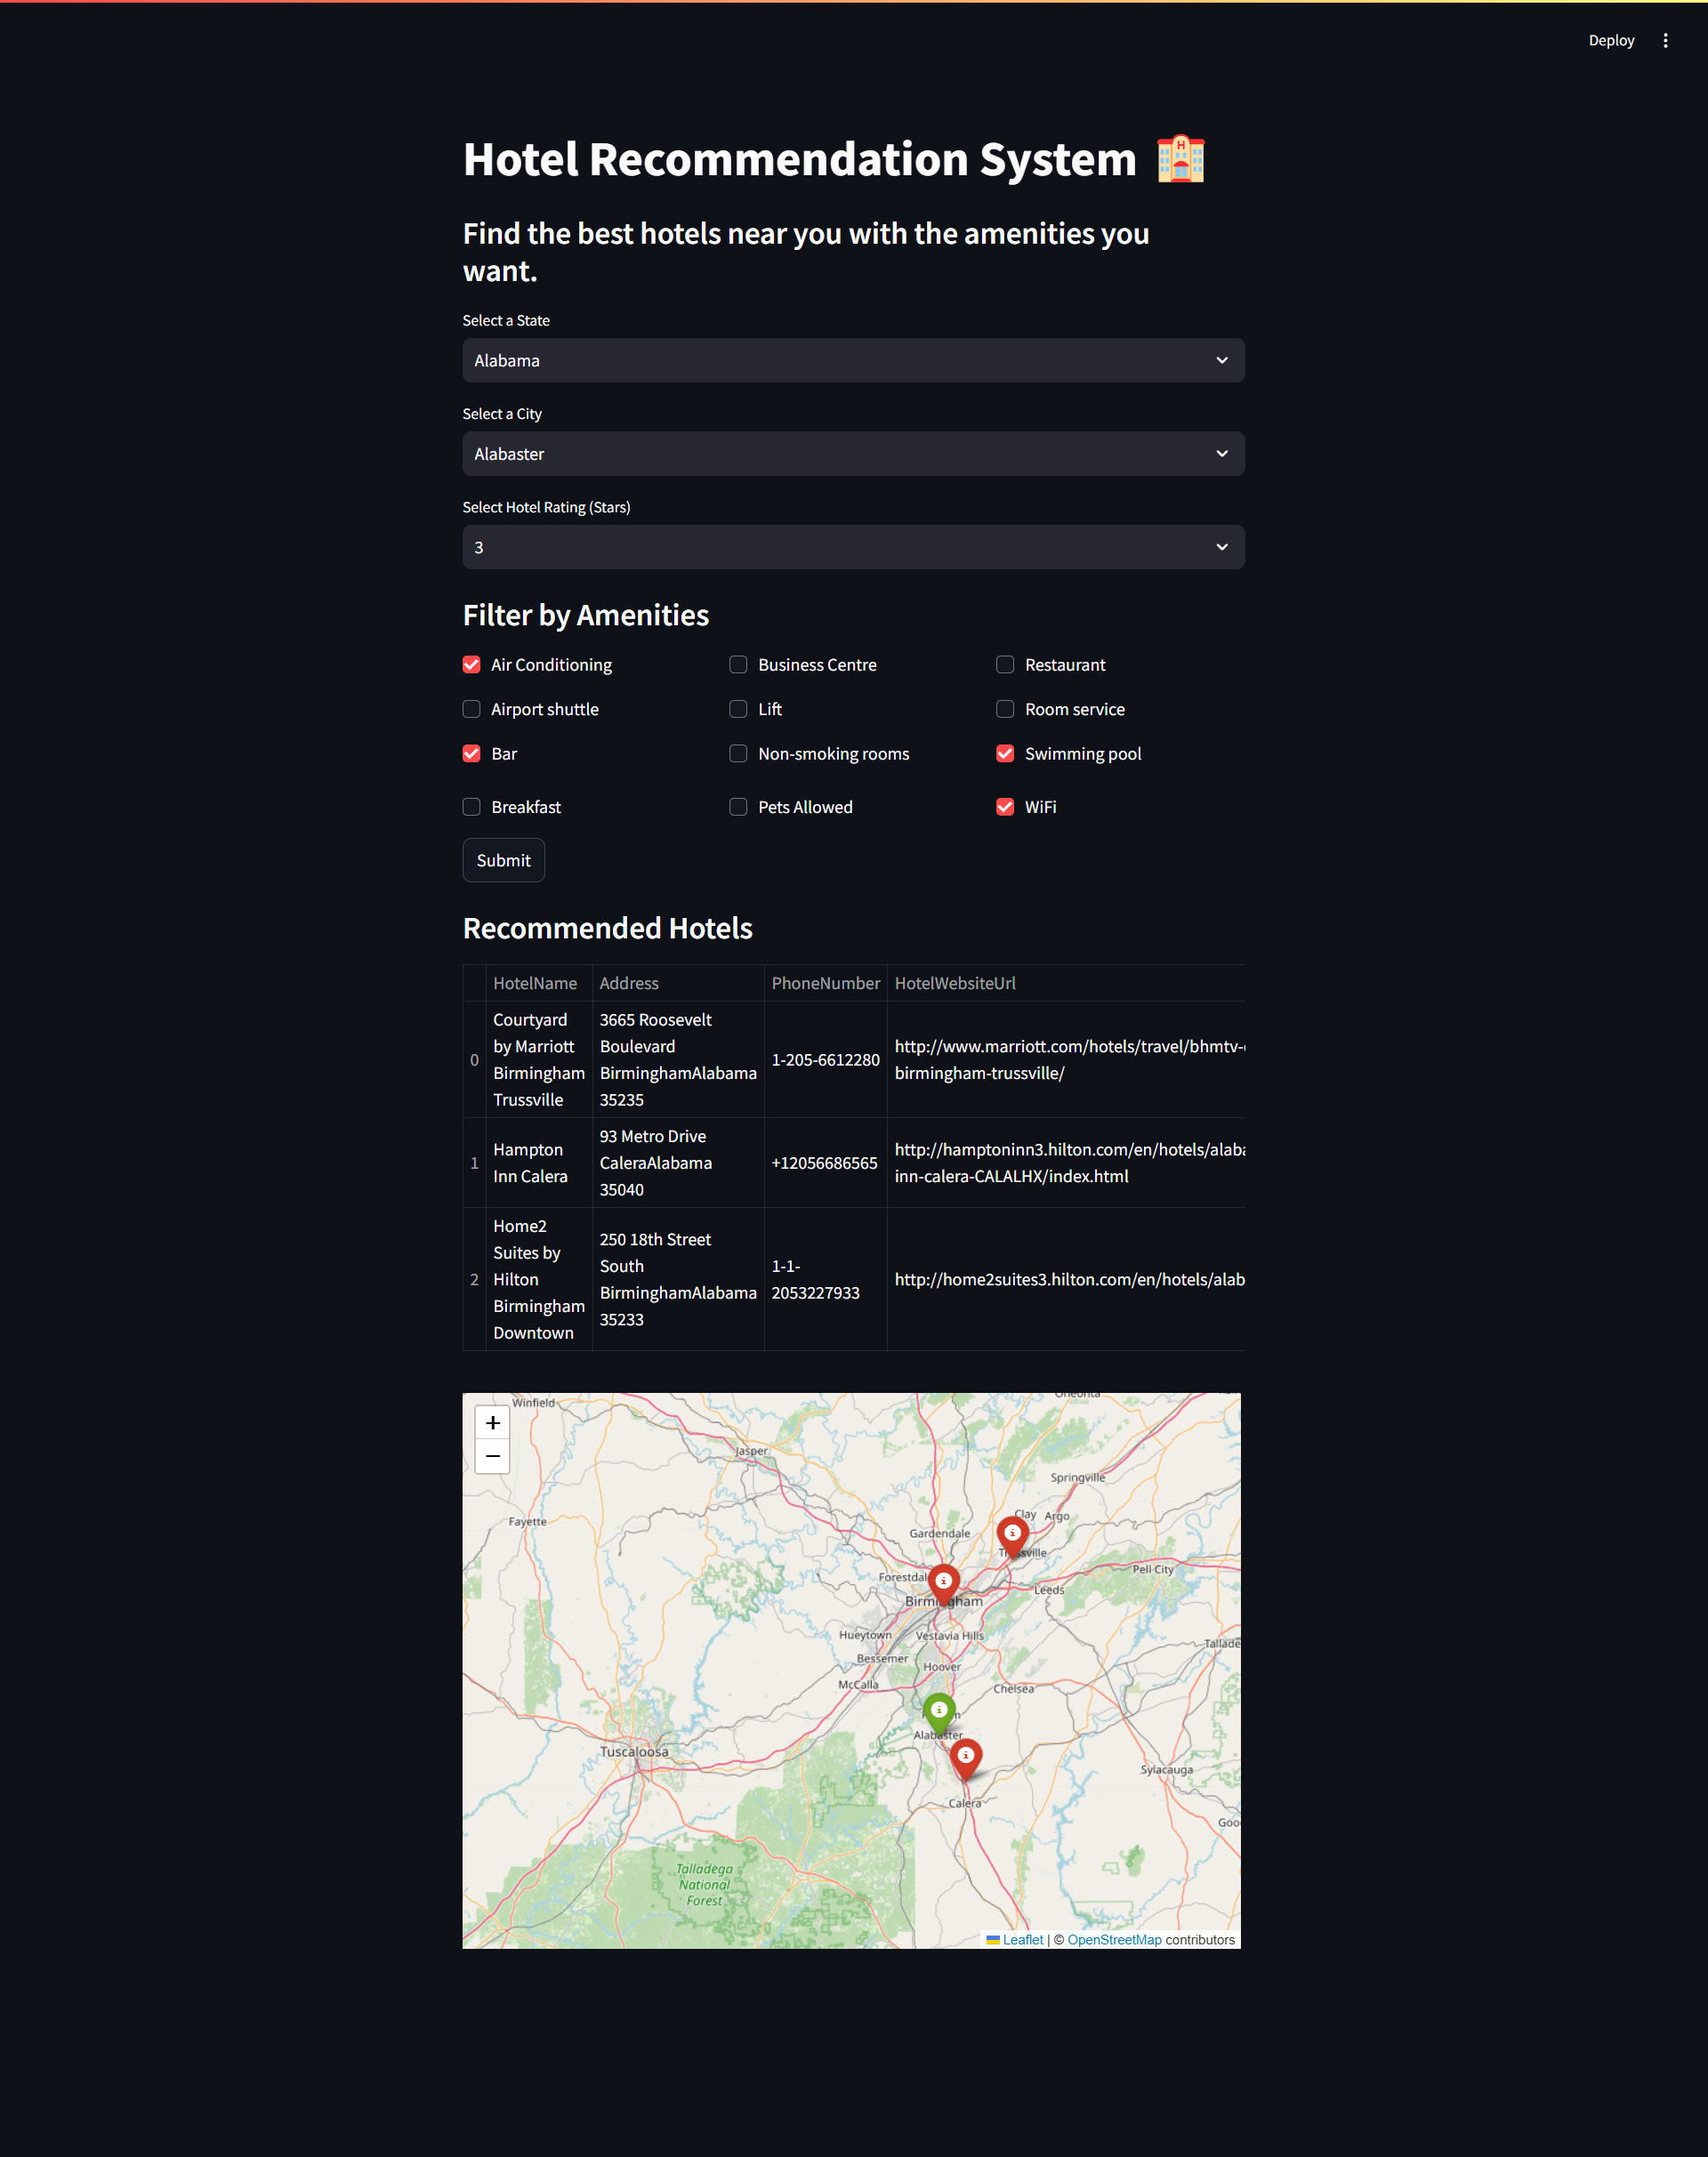 Deploy
Hotel Recommendation System
Find the best hotels near you with the amenities you
want.
Select a State
Alabama
Select a City
Alabaster
Select Hotel Rating (Stars)
3
Filter by Amenities
Air Conditioning
Business Centre
Restaurant
Airport shuttle
Lift
Room service
Bar
Non-smoking rooms
Swimming pool
Breakfast
Pets Allowed
WiFi
Submit
Recommended Hotels
HotelName
Address
PhoneNumber
HotelWebsiteUrl
0
Courtyard
by Marriott
Birmingham
Trussville
3665 Roosevelt
Boulevard
BirminghamAlabama
35235
1-205-6612280
http://www.marriott.com/hotels/travel/bhmtv-
birmingham-trussville/
1
Hampton
Inn Calera
93 Metro Drive
CaleraAlabama
35040
+12056686565
http://hamptoninn3.hilton.com/en/hotels/alaba
inn-calera-CALALHX/index.html
2
Home2
Suites by
Hilton
Birmingham
Downtown
250 18th Street
South
BirminghamAlabama
35233
1-1-
2053227933
http://home2suites3.hilton.com/en/hotels/alab
+
−
Winfield
Oneonta
Jasper
Springville
Fayette
Clay
Argo
Gardendale
Trussville
Forestdal
Pell City
Leeds
Birmingham
Hueytown
Vestavia Hills
Tallade
Bessemer
Hoover
McCalla
Chelsea
Alabaster
Tuscaloosa
Sylacauga
Calera
Goo
Talladega
National
Forest
Leaflet | © OpenStreetMap contributors